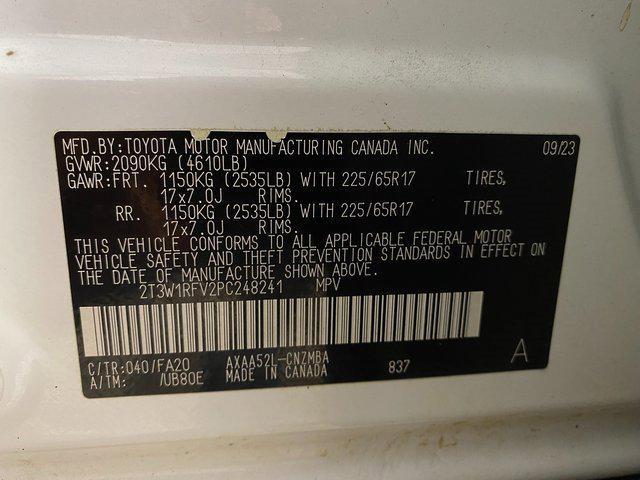 MFD.BY:TOYOTA MOTOR MANUFACTURING CANADA INC. 09/23
GVWR:2090KG (4610LB)
GAWR:FRT. 1150KG (2535LB) WITH 225/65R17 TIRES,
17x7.0J RIMS.
RR. 1150KG (2535LB) WITH 225/65R17 TIRES,
17x7.0J RIMS.
THIS VEHICLE CONFORMS TO ALL APPLICABLE FEDERAL MOTOR
VEHICLE SAFETY AND THEFT PREVENTION STANDARDS IN EFFECT ON
THE DATE OF MANUFACTURE SHOWN ABOVE.
2T3W1RFV2PC248241 MPV
C/TR:040/FA20 AXAA52L-CNZMBA 837 A
A/TM: /UB80E MADE IN CANADA